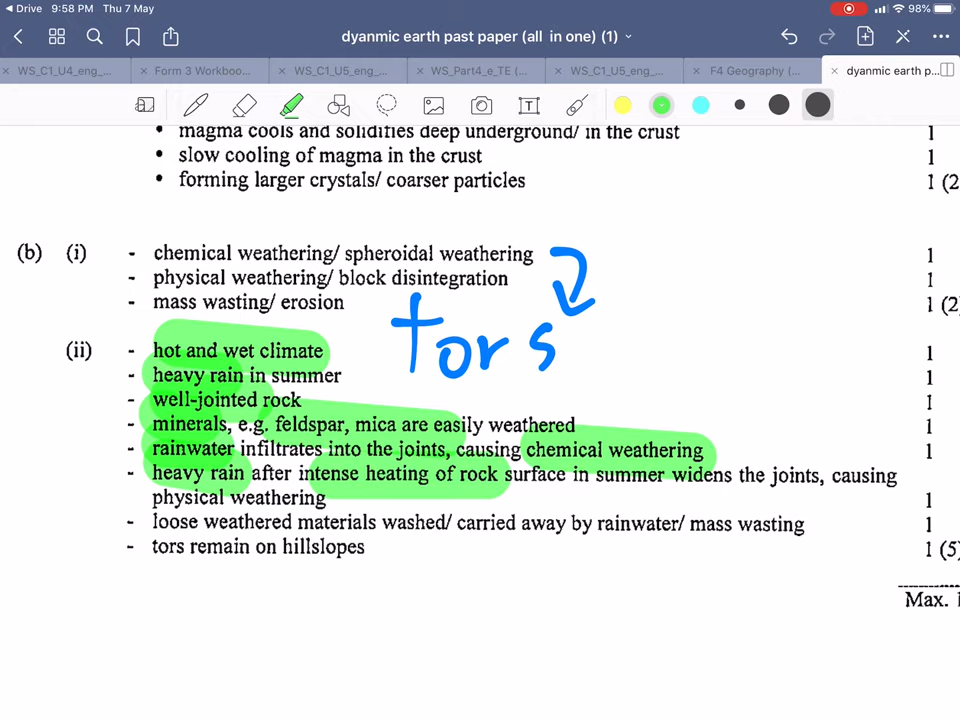 Drive 9:58 PM Thu 7 May 98%
dyanmic earth past paper (all in one) (1)
WS_C1_U4_eng_... Form 3 Workboo... WS_C1_U5_eng_... WS_Part4_e_TE (... WS_C1_U5_eng_... F4 Geography (... dyanmic earth p...
T
• magma cools and solidifies deep underground/ in the crust 1
• slow cooling of magma in the crust 1
• forming larger crystals/ coarser particles 1 (2
(b) (i) - chemical weathering/ spheroidal weathering 1
- physical weathering/ block disintegration 1
- mass wasting/ erosion 1 (2
tors
(ii) - hot and wet climate 1
- heavy rain in summer 1
- well-jointed rock 1
- minerals, e.g. feldspar, mica are easily weathered 1
- rainwater infiltrates into the joints, causing chemical weathering 1
- heavy rain after intense heating of rock surface in summer widens the joints, causing
physical weathering 1
- loose weathered materials washed/ carried away by rainwater/ mass wasting 1
- tors remain on hillslopes 1 (5)
Max.